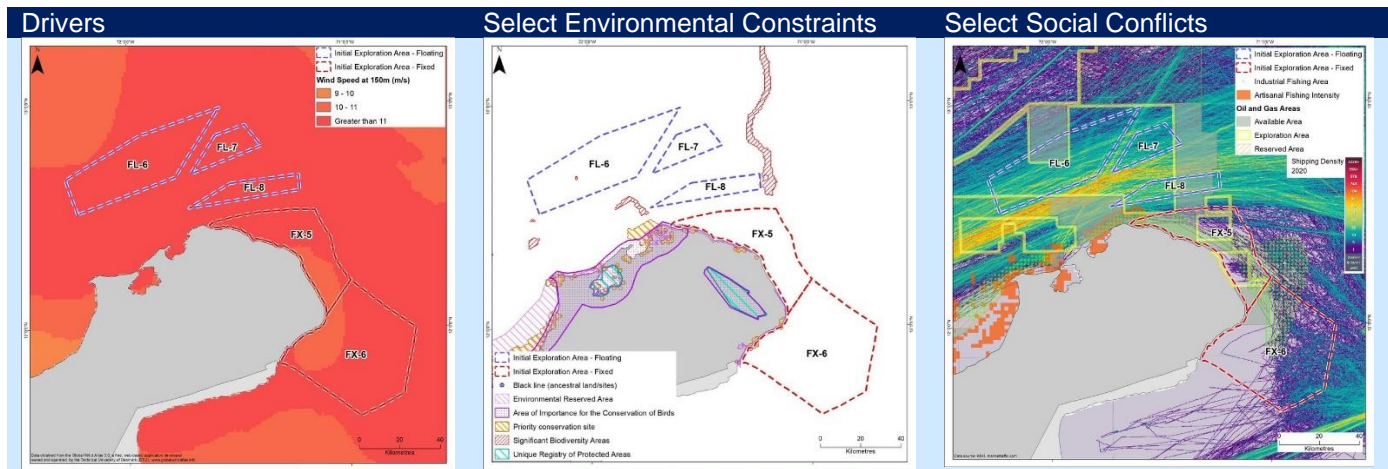 Drivers
Select Environmental Constraints
Select Social Conflicts
N
Initial Exploration Area - Floating
Initial Exploration Area - Fixed
Wind Speed at 150m (m/s)
9 - 10
10 - 11
Greater than 11
FL-6
FL-7
FL-8
FX-5
FX-6
0 20 40
Kilometres
N
FL-6
FL-7
FL-8
FX-5
FX-6
Initial Exploration Area - Floating
Initial Exploration Area - Fixed
Black line (ancestral land/sites)
Environmental Reserved Area
Area of Importance for the Conservation of Birds
Priority conservation site
Significant Biodiversity Areas
Unique Registry of Protected Areas
0 20 40
Kilometres
N
Initial Exploration Area - Floating
Initial Exploration Area - Fixed
Industrial Fishing Area
Artisanal Fishing Intensity
Oil and Gas Areas
Available Area
Exploration Area
Reserved Area
Shipping Density
2020
FL-6
FL-7
FL-8
FX-5
FX-6
0 20 40
Kilometres